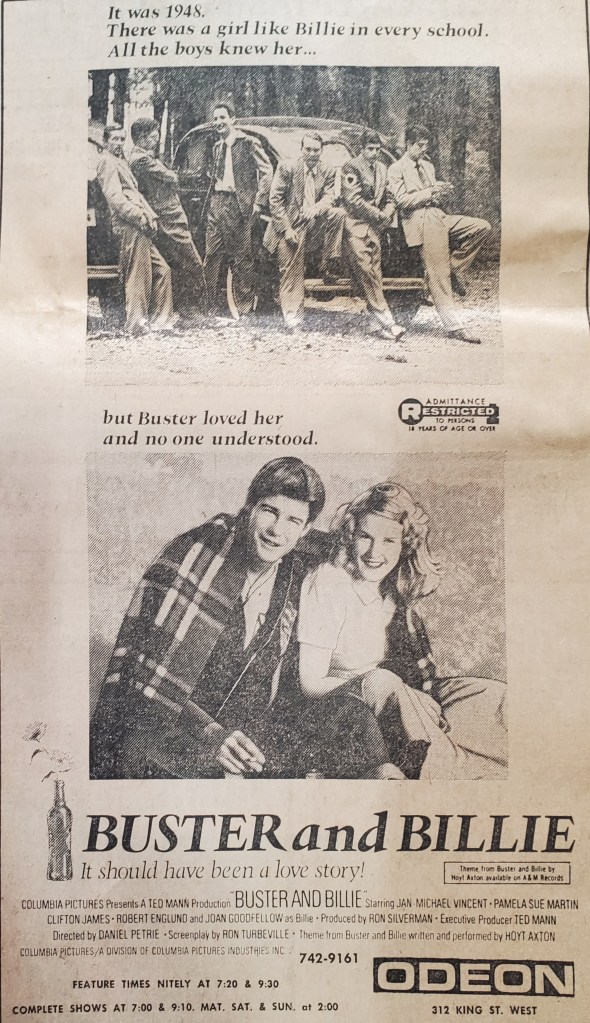 It was 1948.
There was a girl like Billie in every school.
All the boys knew her...
but Buster loved her
and no one understood.
ADMITTANCE
RESTRICTED
TO PERSONS
18 YEARS OF AGE OR OVER
BUSTER and BILLIE
It should have been a love story!
Theme from Buster and Billie by
Hoyt Axton available on A&M Records
COLUMBIA PICTURES Presents A TED MANN Production "BUSTER AND BILLIE" Starring JAN-MICHAEL VINCENT • PAMELA SUE MARTIN
CLIFTON JAMES • ROBERT ENGLUND and JOAN GOODFELLOW as Billie • Produced by RON SILVERMAN • Executive Producer TED MANN
Directed by DANIEL PETRIE • Screenplay by RON TURBEVILLE • Theme from Buster and Billie written and performed by HOYT AXTON
COLUMBIA PICTURES/A DIVISION OF COLUMBIA PICTURES INDUSTRIES INC.
742-9161
ODEON
FEATURE TIMES NITELY AT 7:20 & 9:30
COMPLETE SHOWS AT 7:00 & 9:10. MAT. SAT. & SUN. at 2:00
312 KING ST. WEST